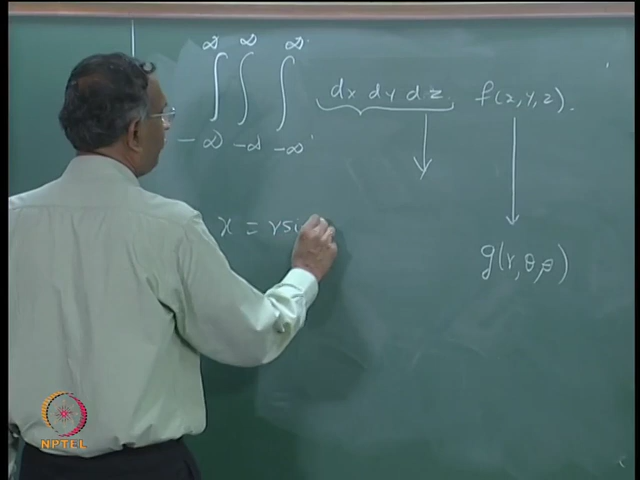 ∞ ∞ ∞
∫ ∫ ∫ dx dy dz f(x,y,z).
-∞ -∞ -∞
x = r si
g(r, θ, φ)
NPTEL